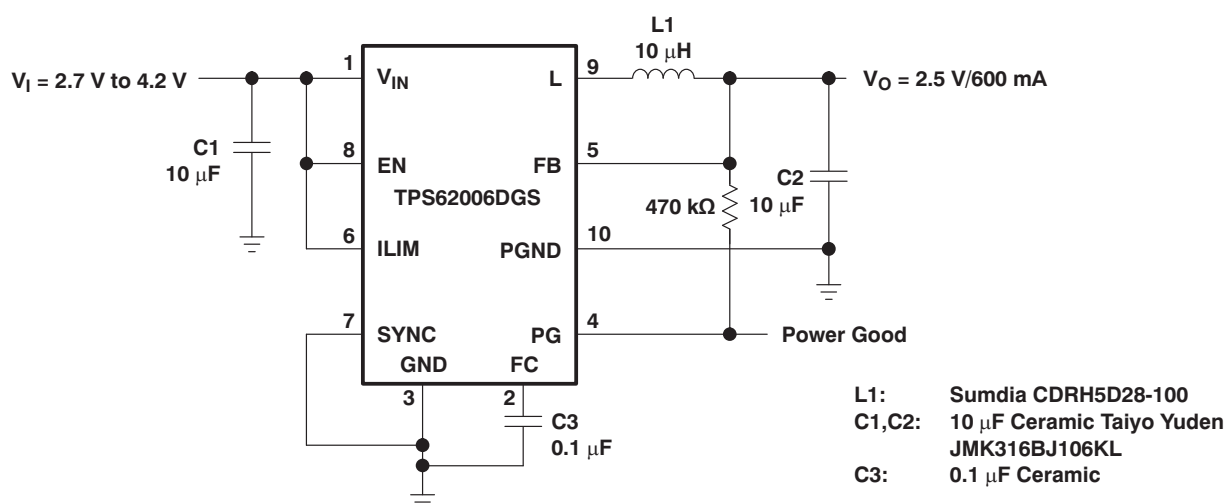 L1
10 μH
V_I = 2.7 V to 4.2 V
1
V_IN
L
9
V_O = 2.5 V/600 mA
C1
10 μF
8
EN
FB
5
TPS62006DGS
C2
10 μF
470 kΩ
6
ILIM
PGND
10
7
SYNC
PG
4
Power Good
GND
FC
3
2
C3
0.1 μF
L1: Sumdia CDRH5D28-100
C1,C2: 10 μF Ceramic Taiyo Yuden
JMK316BJ106KL
C3: 0.1 μF Ceramic